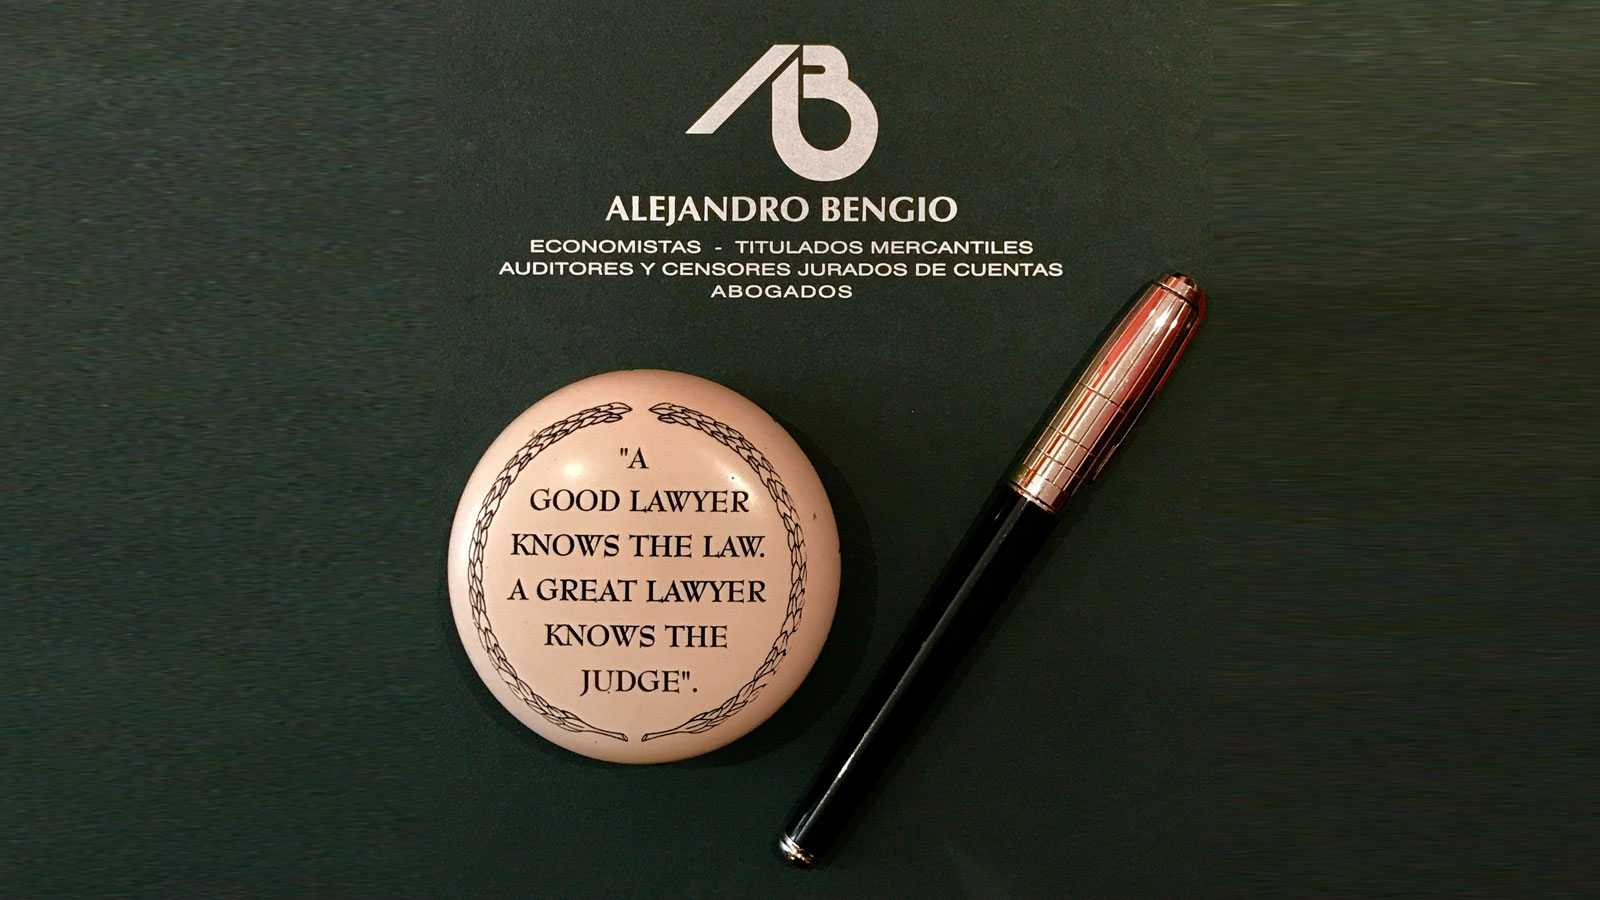 AB
ALEJANDRO BENGIO
ECONOMISTAS - TITULADOS MERCANTILES
AUDITORES Y CENSORES JURADOS DE CUENTAS
ABOGADOS
"A
GOOD LAWYER
KNOWS THE LAW.
A GREAT LAWYER
KNOWS THE
JUDGE".